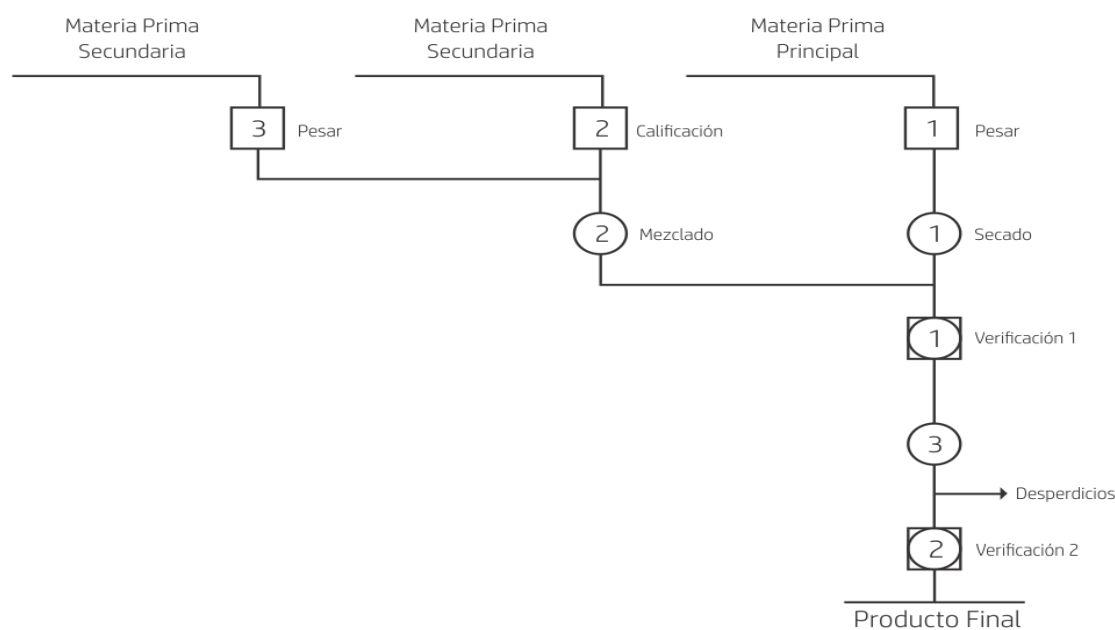 Materia Prima
Secundaria
Materia Prima
Secundaria
Materia Prima
Principal
3 Pesar
2 Calificación
1 Pesar
2 Mezclado
1 Secado
1 Verificación 1
3
Desperdicios
2 Verificación 2
Producto Final